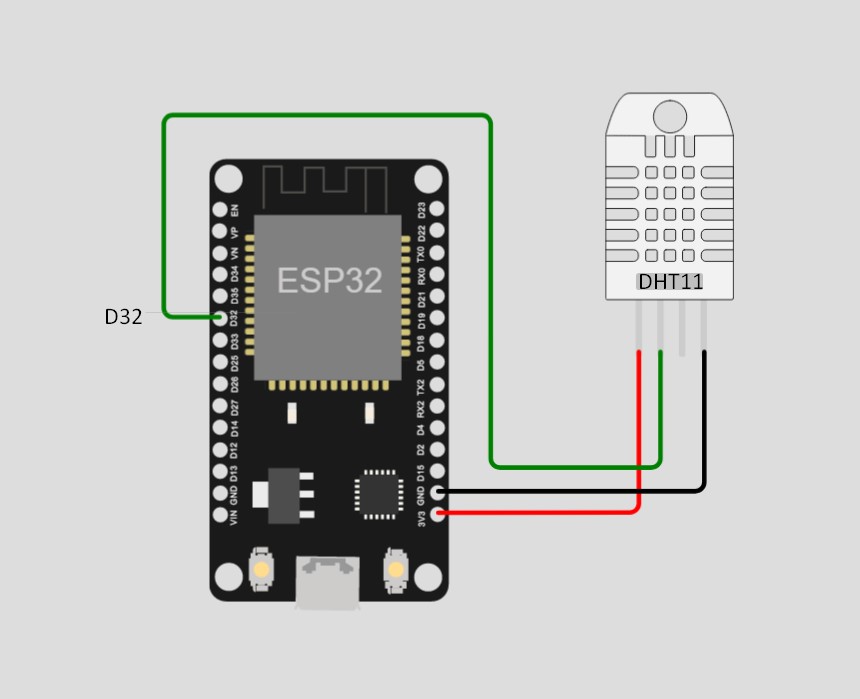 ESP32
DHT11
D32
EN
VP
VN
D34
D35
D32
D33
D25
D26
D27
D14
D12
D13
GND
VIN
D23
D22
TX0
RX0
D21
D19
D18
D5
TX2
RX2
D4
D2
D15
GND
3V3